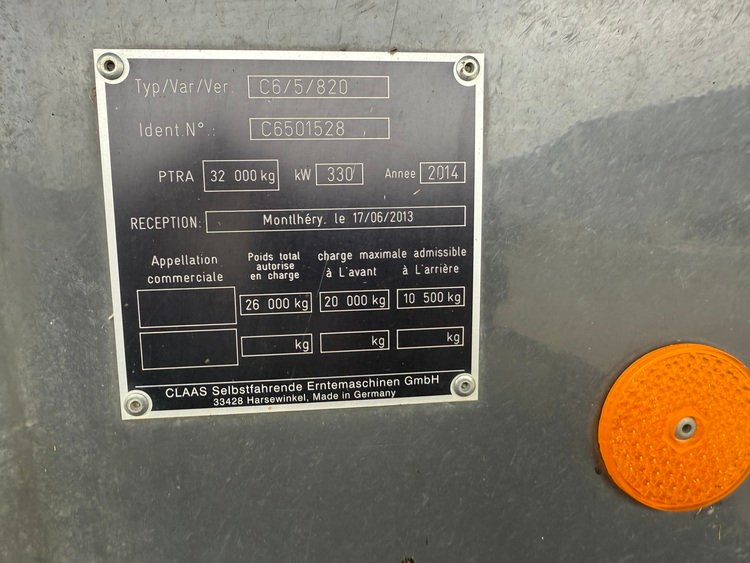 Typ/Var/Ver. C6/5/820
Ident.N°.: C6501528
PTRA 32 000 kg kW 330 Annee 2014
RECEPTION: Montlhéry. le 17/06/2013
Appellation commerciale
Poids total autorise en charge
charge maximale admissible
à L'avant à L'arrière
26 000 kg 20 000 kg 10 500 kg
kg kg kg
CLAAS Selbstfahrende Erntemaschinen GmbH
33428 Harsewinkel, Made in Germany